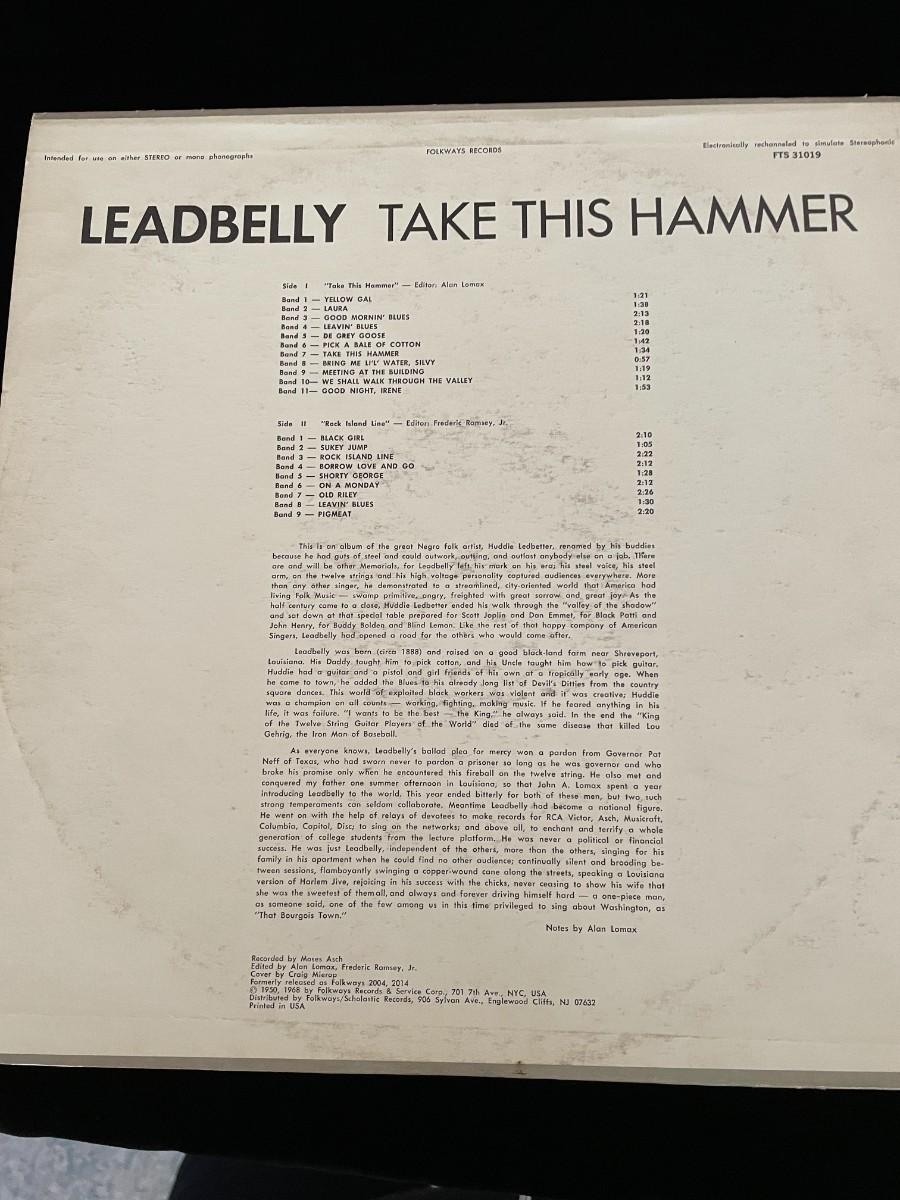 Intended for use on either STEREO or mono phonographs
FOLKWAYS RECORDS
Electronically rechanneled to simulate Stereophonic
FTS 31019
LEADBELLY TAKE THIS HAMMER
Side I "Take This Hammer" — Editor: Alan Lomax
Band 1 — YELLOW GAL 1:21
Band 2 — LAURA 1:38
Band 3 — GOOD MORNIN' BLUES 2:13
Band 4 — LEAVIN' BLUES 2:18
Band 5 — DE GREY GOOSE 1:20
Band 6 — PICK A BALE OF COTTON 1:42
Band 7 — TAKE THIS HAMMER 1:34
Band 8 — BRING ME LI'L' WATER, SILVY 0:57
Band 9 — MEETING AT THE BUILDING 1:19
Band 10— WE SHALL WALK THROUGH THE VALLEY 1:12
Band 11— GOOD NIGHT, IRENE 1:53
Side II "Rock Island Line" — Editor: Frederic Ramsey, Jr.
Band 1 — BLACK GIRL 2:10
Band 2 — SUKEY JUMP 1:05
Band 3 — ROCK ISLAND LINE 2:22
Band 4 — BORROW LOVE AND GO 2:12
Band 5 — SHORTY GEORGE 1:28
Band 6 — ON A MONDAY 2:12
Band 7 — OLD RILEY 2:26
Band 8 — LEAVIN' BLUES 1:30
Band 9 — PIGMEAT 2:20
This is an album of the great Negro folk artist, Huddie Ledbetter, renamed by his buddies
because he had guts of steel and could outwork, outsing, and outlast anybody else on a job. There
are and will be other Memorials, for Leadbelly left his mark on his era; his steel voice, his steel
arm, on the twelve strings and his high voltage personality captured audiences everywhere. More
than any other singer, he demonstrated to a streamlined, city-oriented world that America had
living Folk Music — swamp primitive, angry, freighted with great sorrow and great joy. As the
half century came to a close, Huddie Ledbetter ended his walk through the "valley of the shadow"
and sat down at that special table prepared for Scott Joplin and Dan Emmet, for Black Patti and
John Henry, for Buddy Bolden and Blind Lemon. Like the rest of that happy company of American
Singers, Leadbelly had opened a road for the others who would come after.
Leadbelly was born (circa 1888) and raised on a good black-land farm near Shreveport,
Louisiana. His Daddy taught him to pick cotton, and his Uncle taught him how to pick guitar.
Huddie had a guitar and a pistol and girl friends of his own at a tropically early age. When
he came to town, he added the Blues to his already long list of Devil's Ditties from the country
square dances. This world of exploited black workers was violent and it was creative; Huddie
was a champion on all counts — working, fighting, making music. If he feared anything in his
life, it was failure. "I wants to be the best — the King," he always said. In the end the "King
of the Twelve String Guitar Players of the World" died of the same disease that killed Lou
Gehrig, the Iron Man of Baseball.
As everyone knows, Leadbelly's ballad plea for mercy won a pardon from Governor Pat
Neff of Texas, who had sworn never to pardon a prisoner so long as he was governor and who
broke his promise only when he encountered this fireball on the twelve string. He also met and
conquered my father one summer afternoon in Louisiana, so that John A. Lomax spent a year
introducing Leadbelly to the world. This year ended bitterly for both of these men, but two such
strong temperaments can seldom collaborate. Meantime Leadbelly had become a national figure.
He went on with the help of relays of devotees to make records for RCA Victor, Asch, Musicraft,
Columbia, Capitol, Disc; to sing on the networks; and above all, to enchant and terrify a whole
generation of college students from the lecture platform. He was never a political or financial
success. He was just Leadbelly, independent of the others, more than the others, singing for his
family in his apartment when he could find no other audience; continually silent and brooding be-
tween sessions, flamboyantly swinging a copper-wound cane along the streets, speaking a Louisiana
version of Harlem Jive, rejoicing in his success with the chicks, never ceasing to show his wife that
she was the sweetest of them all, and always and forever driving himself hard — a one-piece man,
as someone said, one of the few among us in this time privileged to sing about Washington, as
"That Bourgois Town."
Notes by Alan Lomax
Recorded by Moses Asch
Edited by Alan Lomax, Frederic Ramsey, Jr.
Cover by Craig Mierop
Formerly released as Folkways 2004, 2014
© 1950, 1968 by Folkways Records & Service Corp., 701 7th Ave., NYC, USA
Distributed by Folkways/Scholastic Records, 906 Sylvan Ave., Englewood Cliffs, NJ 07632
Printed in USA